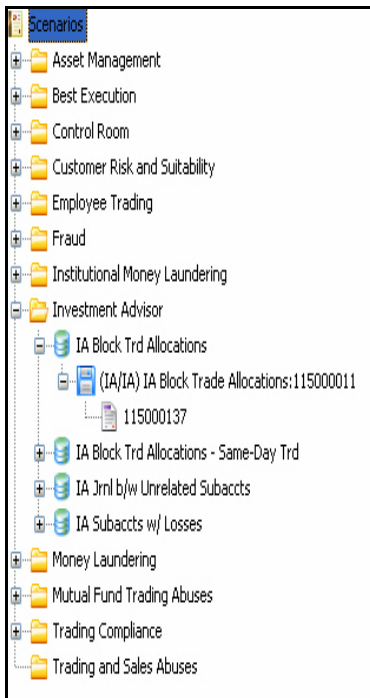 Scenarios
Asset Management
Best Execution
Control Room
Customer Risk and Suitability
Employee Trading
Fraud
Institutional Money Laundering
Investment Advisor
IA Block Trd Allocations
(IA/IA) IA Block Trade Allocations:115000011
115000137
IA Block Trd Allocations - Same-Day Trd
IA Jrnl b/w Unrelated Subaccts
IA Subaccts w/ Losses
Money Laundering
Mutual Fund Trading Abuses
Trading Compliance
Trading and Sales Abuses